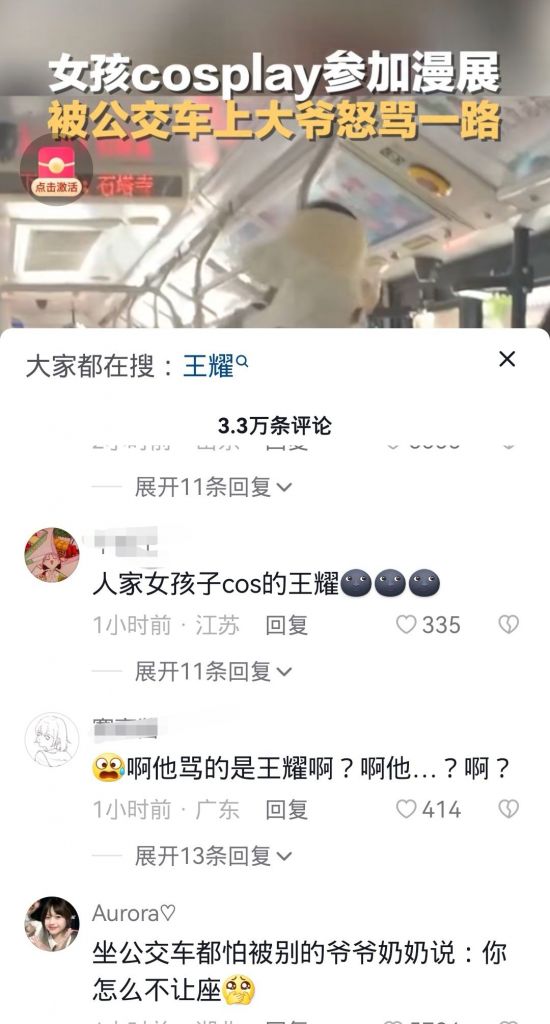 女孩cosplay参加漫展
被公交车上大爷怒骂一路
点击激活
石塔寺
大家都在搜：王耀
3.3万条评论
展开11条回复
人家女孩子cos的王耀🌚🌚🌚
1小时前 · 江苏 回复 335
展开11条回复
😨啊他骂的是王耀啊？啊他...？啊？
1小时前 · 广东 回复 414
展开13条回复
Aurora♡
坐公交车都怕被别的爷爷奶奶说：你
怎么不让座🥺